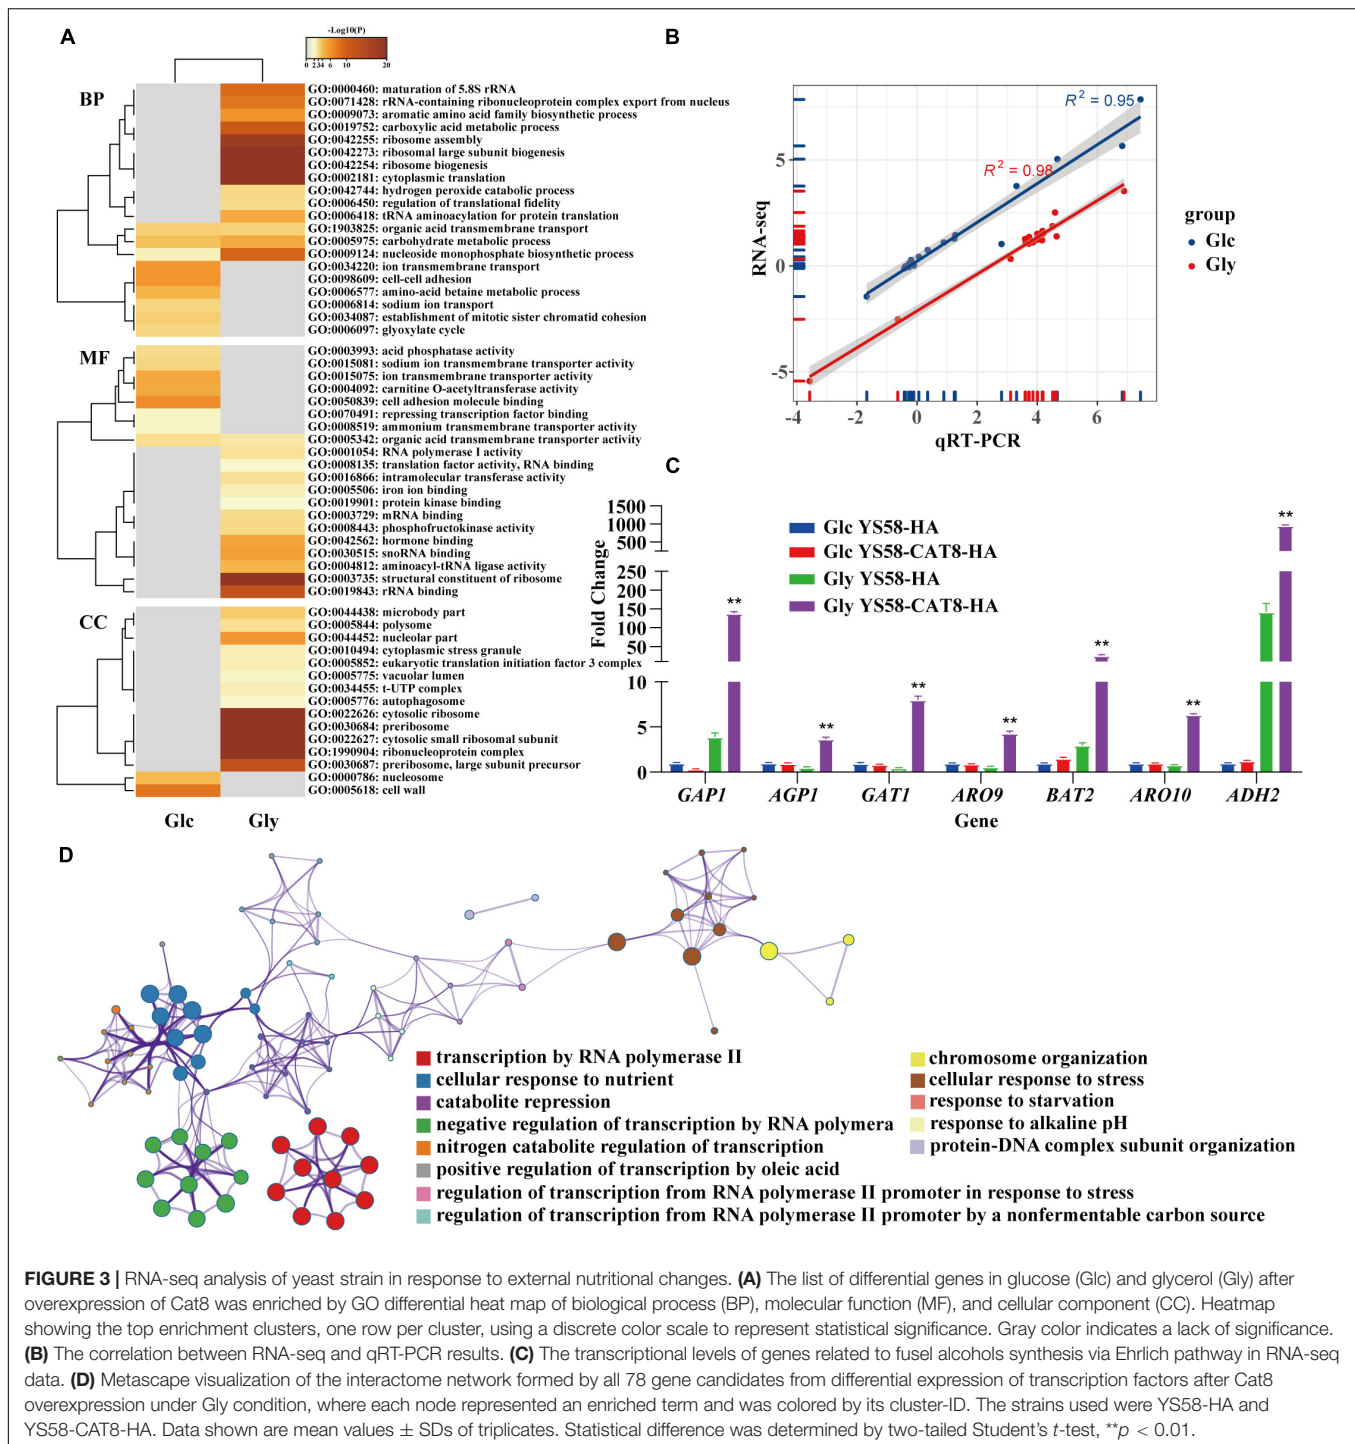 A
-Log10(P)
0 2 3 4 6 10 20
BP
GO:0000460: maturation of 5.8S rRNA
GO:0071428: rRNA-containing ribonucleoprotein complex export from nucleus
GO:0009073: aromatic amino acid family biosynthetic process
GO:0019752: carboxylic acid metabolic process
GO:0042255: ribosome assembly
GO:0042273: ribosomal large subunit biogenesis
GO:0042254: ribosome biogenesis
GO:0002181: cytoplasmic translation
GO:0042744: hydrogen peroxide catabolic process
GO:0006450: regulation of translational fidelity
GO:0006418: tRNA aminoacylation for protein translation
GO:1903825: organic acid transmembrane transport
GO:0005975: carbohydrate metabolic process
GO:0009124: nucleoside monophosphate biosynthetic process
GO:0034220: ion transmembrane transport
GO:0098609: cell-cell adhesion
GO:0006577: amino-acid betaine metabolic process
GO:0006814: sodium ion transport
GO:0034087: establishment of mitotic sister chromatid cohesion
GO:0006097: glyoxylate cycle
MF
GO:0003993: acid phosphatase activity
GO:0015081: sodium ion transmembrane transporter activity
GO:0015075: ion transmembrane transporter activity
GO:0004092: carnitine O-acetyltransferase activity
GO:0050839: cell adhesion molecule binding
GO:0070491: repressing transcription factor binding
GO:0008519: ammonium transmembrane transporter activity
GO:0005342: organic acid transmembrane transporter activity
GO:0001054: RNA polymerase I activity
GO:0008135: translation factor activity, RNA binding
GO:0016866: intramolecular transferase activity
GO:0005506: iron ion binding
GO:0019901: protein kinase binding
GO:0003729: mRNA binding
GO:0008443: phosphofructokinase activity
GO:0042562: hormone binding
GO:0030515: snoRNA binding
GO:0004812: aminoacyl-tRNA ligase activity
GO:0003735: structural constituent of ribosome
GO:0019843: rRNA binding
CC
GO:0044438: microbody part
GO:0005844: polysome
GO:0044452: nucleolar part
GO:0010494: cytoplasmic stress granule
GO:0005852: eukaryotic translation initiation factor 3 complex
GO:0005775: vacuolar lumen
GO:0034455: t-UTP complex
GO:0005776: autophagosome
GO:0022626: cytosolic ribosome
GO:0030684: preribosome
GO:0022627: cytosolic small ribosomal subunit
GO:1990904: ribonucleoprotein complex
GO:0030687: preribosome, large subunit precursor
GO:0000786: nucleosome
GO:0005618: cell wall
Glc Gly
B
R² = 0.95
R² = 0.98
5
0
-5
RNA-seq
-4 -2 0 2 4 6
qRT-PCR
group
Glc
Gly
C
1500
1000
500
250
200
150
100
50
10
5
0
Fold Change
Glc YS58-HA
Glc YS58-CAT8-HA
Gly YS58-HA
Gly YS58-CAT8-HA
** ** ** ** ** ** **
GAP1 AGP1 GAT1 ARO9 BAT2 ARO10 ADH2
Gene
D
transcription by RNA polymerase II
cellular response to nutrient
catabolite repression
negative regulation of transcription by RNA polymera
nitrogen catabolite regulation of transcription
positive regulation of transcription by oleic acid
regulation of transcription from RNA polymerase II promoter in response to stress
regulation of transcription from RNA polymerase II promoter by a nonfermentable carbon source
chromosome organization
cellular response to stress
response to starvation
response to alkaline pH
protein-DNA complex subunit organization
FIGURE 3 | RNA-seq analysis of yeast strain in response to external nutritional changes. (A) The list of differential genes in glucose (Glc) and glycerol (Gly) after
overexpression of Cat8 was enriched by GO differential heat map of biological process (BP), molecular function (MF), and cellular component (CC). Heatmap
showing the top enrichment clusters, one row per cluster, using a discrete color scale to represent statistical significance. Gray color indicates a lack of significance.
(B) The correlation between RNA-seq and qRT-PCR results. (C) The transcriptional levels of genes related to fusel alcohols synthesis via Ehrlich pathway in RNA-seq
data. (D) Metascape visualization of the interactome network formed by all 78 gene candidates from differential expression of transcription factors after Cat8
overexpression under Gly condition, where each node represented an enriched term and was colored by its cluster-ID. The strains used were YS58-HA and
YS58-CAT8-HA. Data shown are mean values ± SDs of triplicates. Statistical difference was determined by two-tailed Student's t-test, **p < 0.01.